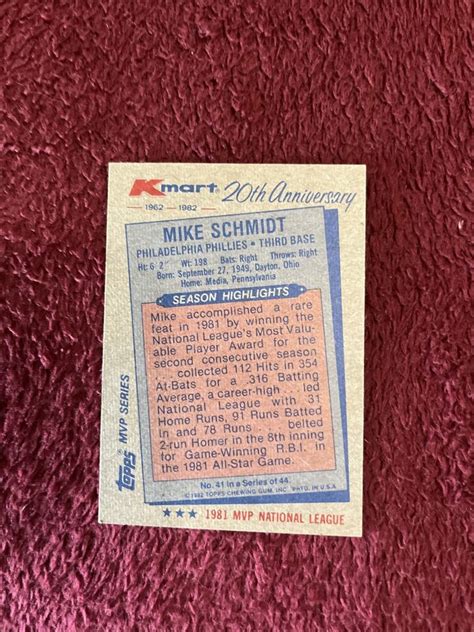 Kmart 20th Anniversary
1962 — 1982
MIKE SCHMIDT
PHILADELPHIA PHILLIES • THIRD BASE
Ht: 6 2" Wt: 198 Bats: Right Throws: Right
Born: September 27, 1949, Dayton, Ohio
Home: Media, Pennsylvania
SEASON HIGHLIGHTS
Mike accomplished a rare
feat in 1981 by winning the
National League's Most Valu-
able Player Award for the
second consecutive season
. . . collected 112 Hits in 354
At-Bats for a .316 Batting
Average, a career-high . . . led
National League with 31
Home Runs, 91 Runs Batted
In and 78 Runs . . . belted
2-run Homer in the 8th inning
for Game-Winning R.B.I. in
the 1981 All-Star Game.
No. 41 in a Series of 44
© 1982 TOPPS CHEWING GUM, INC. PRTD. IN U.S.A.
★★★ 1981 MVP NATIONAL LEAGUE
topps MVP SERIES